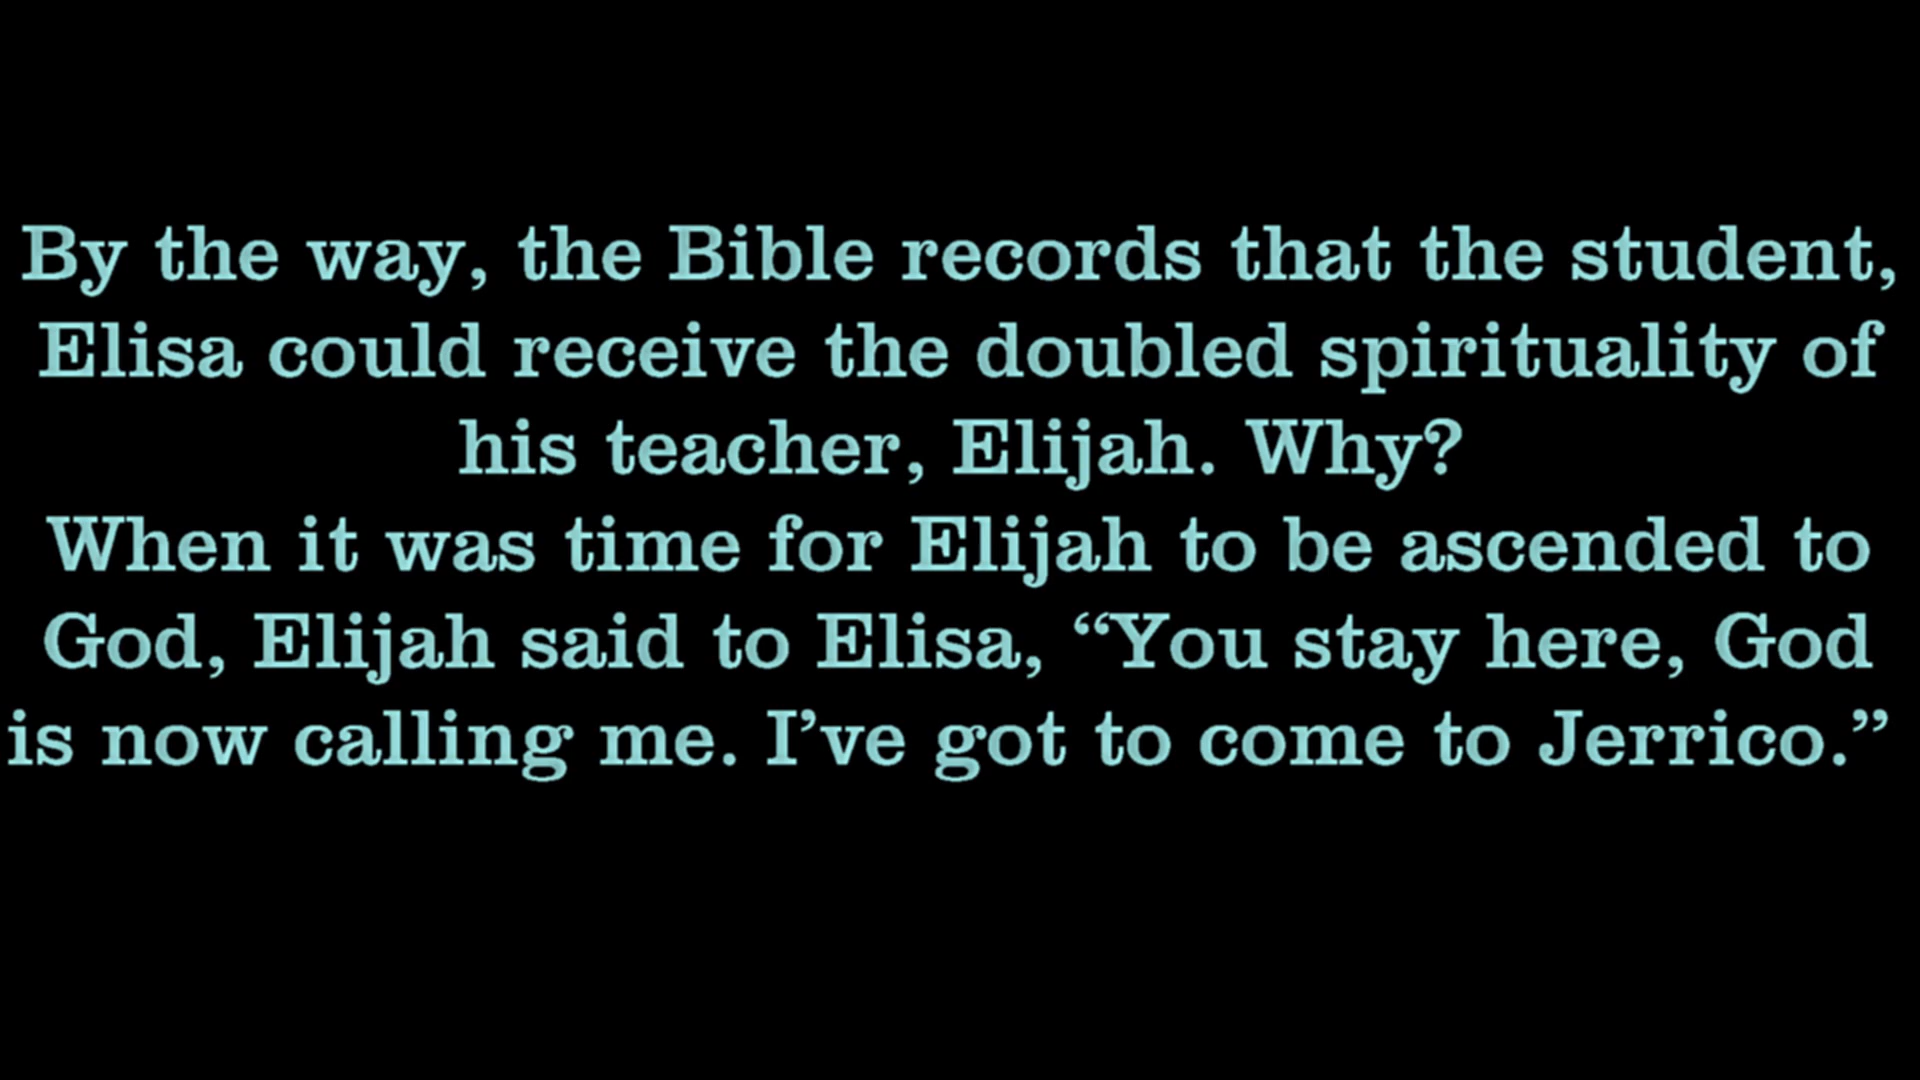 By the way, the Bible records that the student,
Elisa could receive the doubled spirituality of
his teacher, Elijah. Why?
When it was time for Elijah to be ascended to
God, Elijah said to Elisa, “You stay here, God
is now calling me. I’ve got to come to Jerrico.”